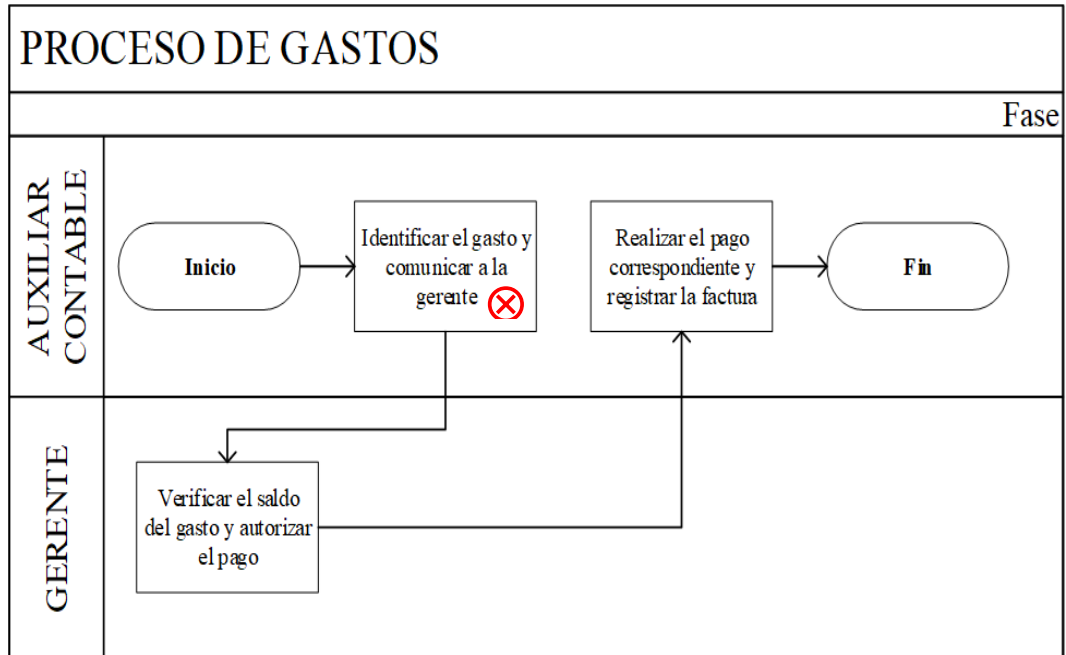 PROCESO DE GASTOS
Fase
AUXILIAR
CONTABLE
Inicio
Identificar el gasto y
comunicar a la
gerente
Realizar el pago
correspondiente y
registrar la factura
Fin
GERENTE
Verificar el saldo
del gasto y autorizar
el pago